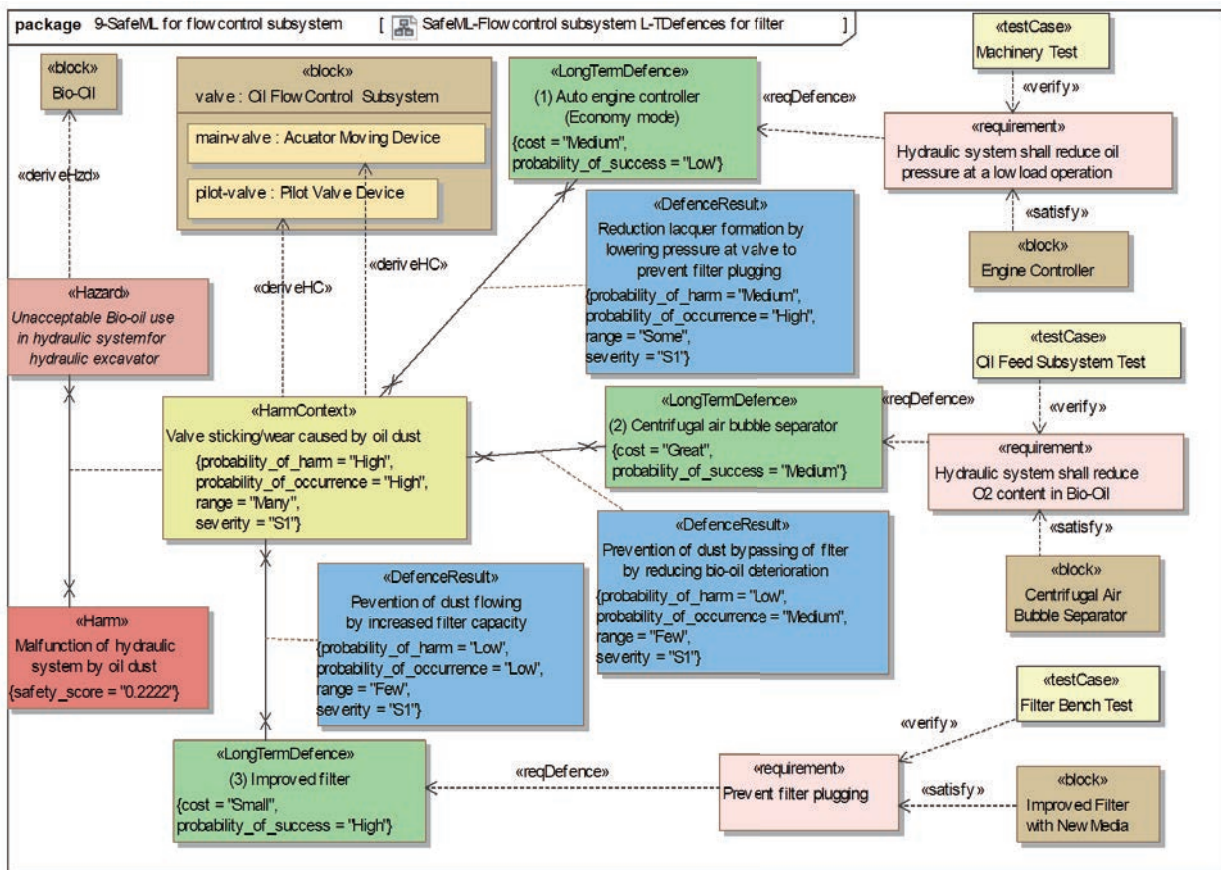 package 9-SafeML for flow control subsystem [ SafeML-Flow control subsystem L-TDefences for filter ]
«block»
Bio-Oil
«block»
valve : Oil Flow Control Subsystem
main-valve : Acuator Moving Device
pilot-valve : Pilot Valve Device
«LongTermDefence»
(1) Auto engine controller
(Economy mode)
{cost = "Medium",
probability_of_success = "Low"}
«reqDefence»
«testCase»
Machinery Test
«verify»
«requirement»
Hydraulic system shall reduce oil
pressure at a low load operation
«satisfy»
«block»
Engine Controller
«deriveHzd»
«deriveHC»
«deriveHC»
«DefenceResult»
Reduction lacquer formation by
lowering pressure at valve to
prevent filter plugging
{probability_of_harm = "Medium",
probability_of_occurrence = "High",
range = "Some",
severity = "S1"}
«Hazard»
Unacceptable Bio-oil use
in hydraulic systemfor
hydraulic excavator
«testCase»
Oil Feed Subsystem Test
«verify»
«HarmContext»
Valve sticking/wear caused by oil dust
{probability_of_harm = "High",
probability_of_occurrence = "High",
range = "Many",
severity = "S1"}
«LongTermDefence»
(2) Centrifugal air bubble separator
{cost = "Great",
probability_of_success = "Medium"}
«reqDefence»
«requirement»
Hydraulic system shall reduce
O2 content in Bio-Oil
«satisfy»
«block»
Centrifugal Air
Bubble Separator
«DefenceResult»
Prevention of dust bypassing of flter
by reducing bio-oil deterioration
{probability_of_harm = "Low",
probability_of_occurrence = "Medium",
range = "Few",
severity = "S1"}
«DefenceResult»
Pevention of dust flowing
by increased filter capacity
{probability_of_harm = "Low",
probability_of_occurrence = "Low",
range = "Few",
severity = "S1"}
«Harm»
Malfunction of hydraulic
system by oil dust
{safety_score = "0.2222"}
«testCase»
Filter Bench Test
«verify»
«LongTermDefence»
(3) Improved filter
{cost = "Small",
probability_of_success = "High"}
«reqDefence»
«requirement»
Prevent filter plugging
«satisfy»
«block»
Improved Filter
with New Media